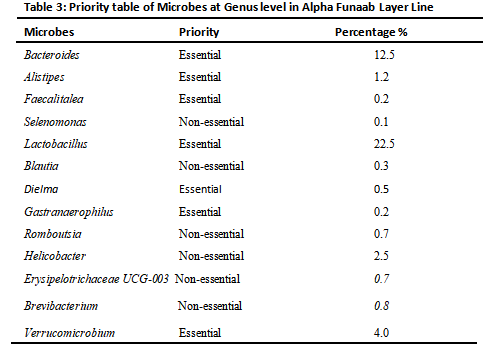 Table 3: Priority table of Microbes at Genus level in Alpha Funaab Layer Line
Microbes Priority Percentage %
Bacteroides Essential 12.5
Alistipes Essential 1.2
Faecalitalea Essential 0.2
Selenomonas Non-essential 0.1
Lactobacillus Essential 22.5
Blautia Non-essential 0.3
Dielma Essential 0.5
Gastranaerophilus Essential 0.2
Romboutsia Non-essential 0.7
Helicobacter Non-essential 2.5
Erysipelotrichaceae UCG-003 Non-essential 0.7
Brevibacterium Non-essential 0.8
Verrucomicrobium Essential 4.0